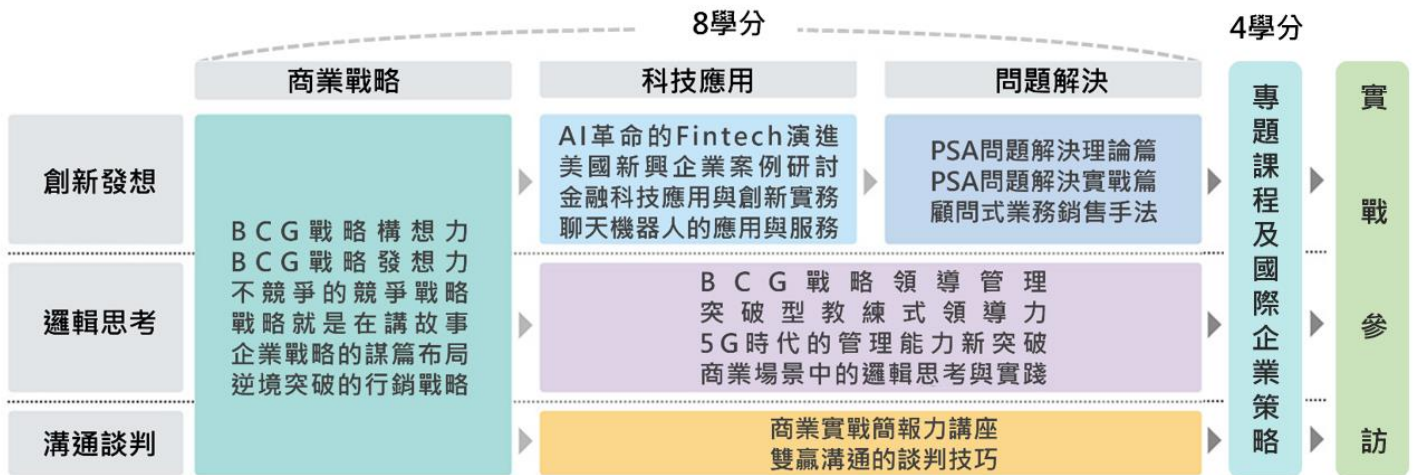 8學分
4學分
商業戰略
科技應用
問題解決
創新發想
邏輯思考
溝通談判
BCG戰略構想力
BCG戰略發想力
不競爭的競爭戰略
戰略就是在講故事
企業戰略的謀篇布局
逆境突破的行銷戰略
AI革命的Fintech演進
美國新興企業案例研討
金融科技應用與創新實務
聊天機器人的應用與服務
PSA問題解決理論篇
PSA問題解決實戰篇
顧問式業務銷售手法
BCG戰略領導管理
突破型教練式領導力
5G時代的管理能力新突破
商業場景中的邏輯思考與實踐
商業實戰簡報力講座
雙贏溝通的談判技巧
專題課程及國際企業策略
實戰參訪